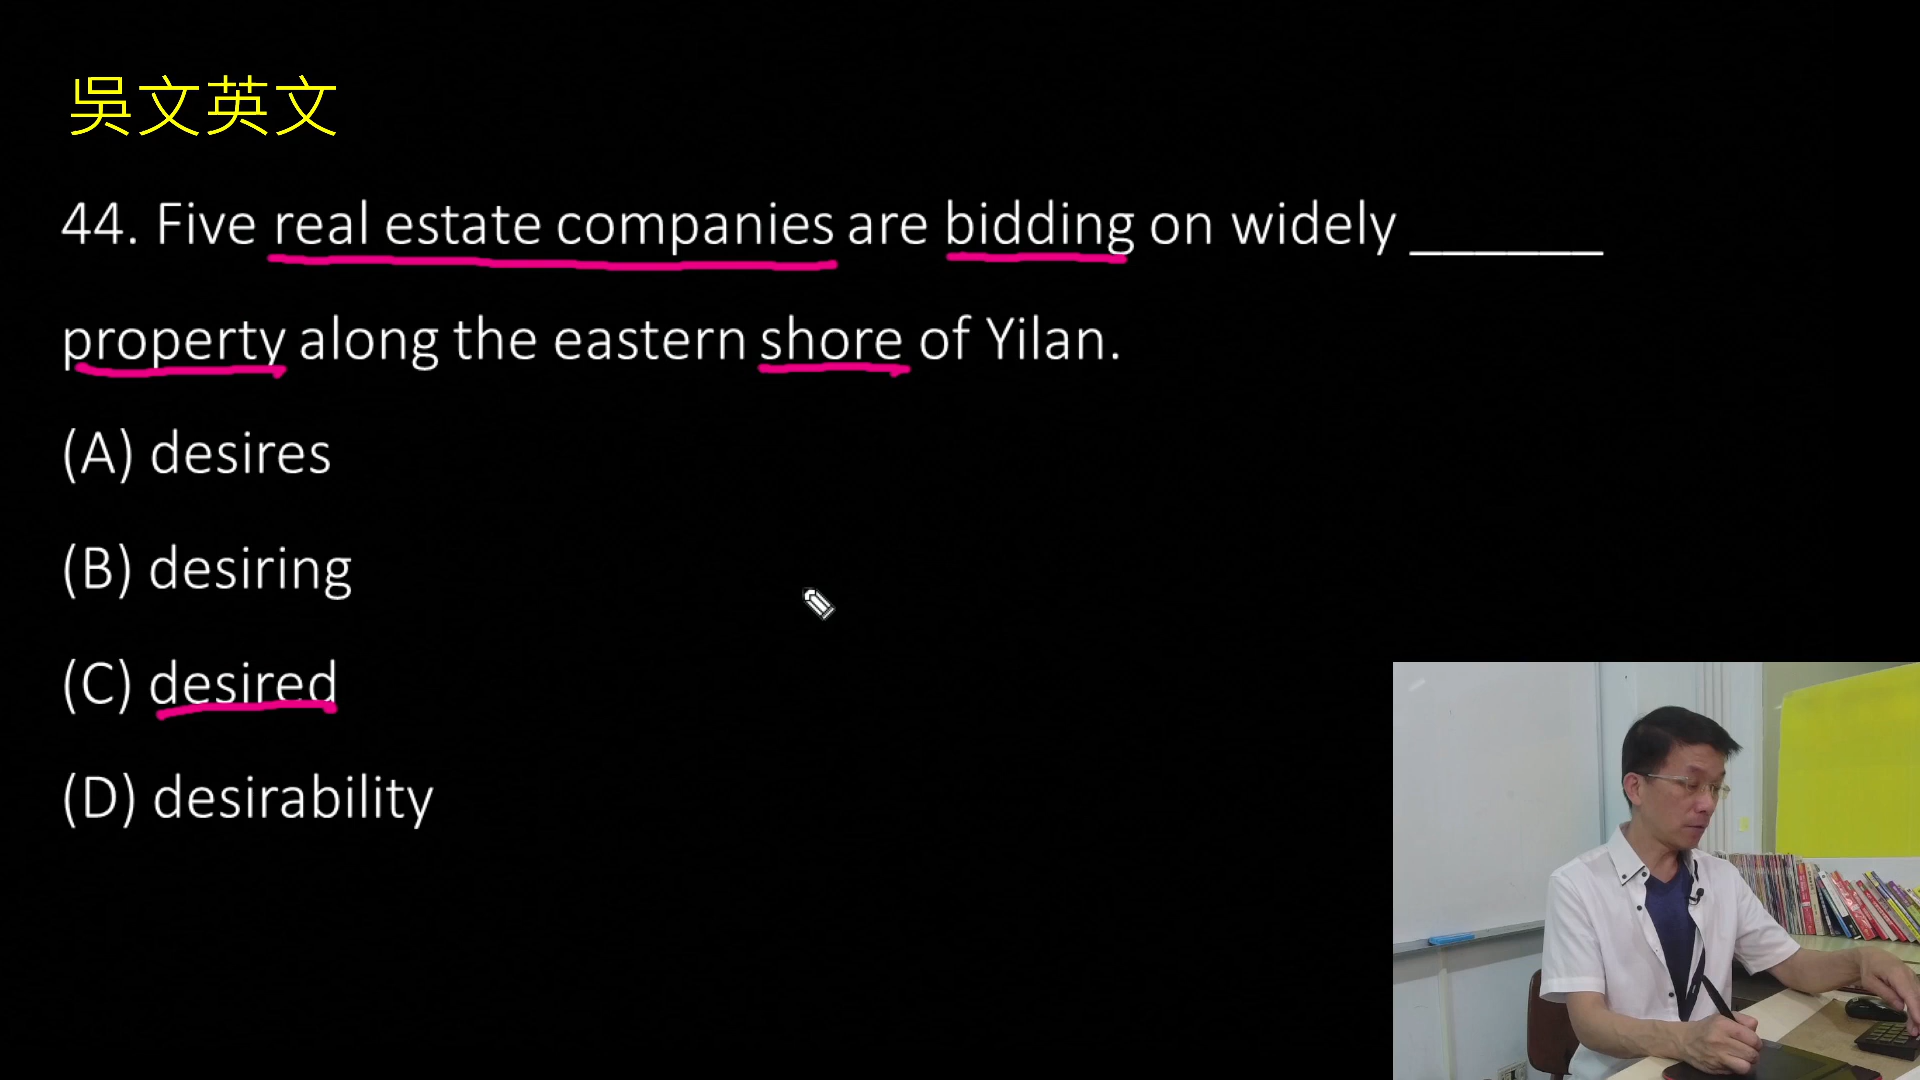 吳文英文
44. Five real estate companies are bidding on widely ______
property along the eastern shore of Yilan.
(A) desires
(B) desiring
(C) desired
(D) desirability